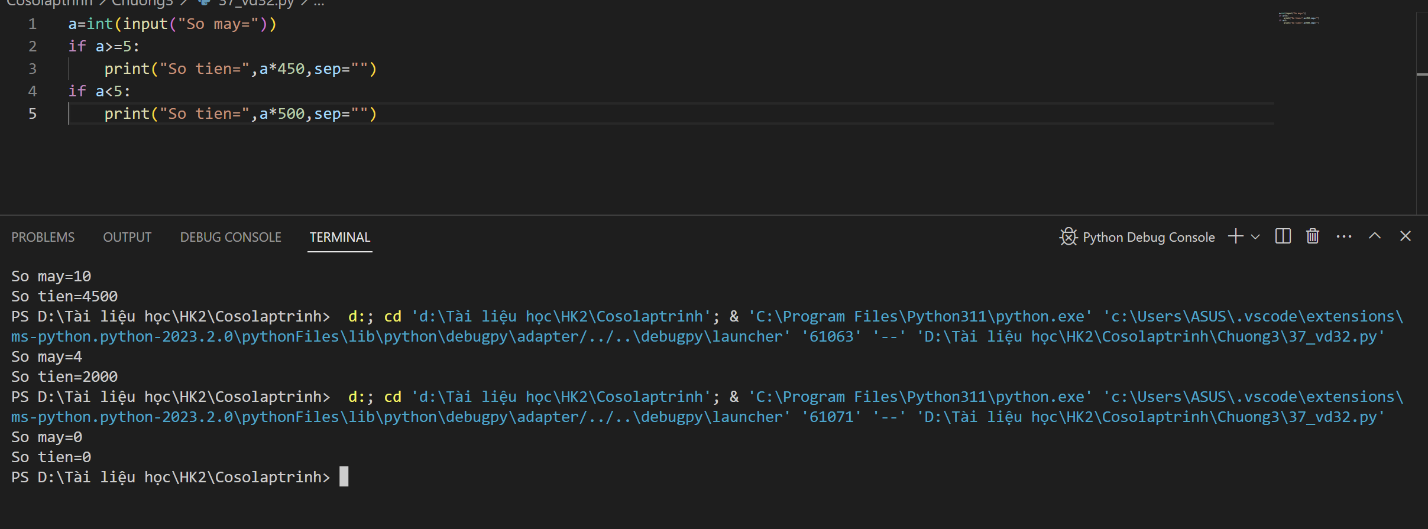 Cosolaptrinh > Chuong3 > 37_vd32.py > ...
1 a=int(input("So may="))
2 if a>=5:
3     print("So tien=",a*450,sep="")
4 if a<5:
5     print("So tien=",a*500,sep="")
PROBLEMS OUTPUT DEBUG CONSOLE TERMINAL Python Debug Console
So may=10
So tien=4500
PS D:\Tài liệu học\HK2\Cosolaptrinh>  d:; cd 'd:\Tài liệu học\HK2\Cosolaptrinh'; & 'C:\Program Files\Python311\python.exe' 'c:\Users\ASUS\.vscode\extensions\
ms-python.python-2023.2.0\pythonFiles\lib\python\debugpy\adapter/../..\debugpy\launcher' '61063' '--' 'D:\Tài liệu học\HK2\Cosolaptrinh\Chuong3\37_vd32.py'
So may=4
So tien=2000
PS D:\Tài liệu học\HK2\Cosolaptrinh>  d:; cd 'd:\Tài liệu học\HK2\Cosolaptrinh'; & 'C:\Program Files\Python311\python.exe' 'c:\Users\ASUS\.vscode\extensions\
ms-python.python-2023.2.0\pythonFiles\lib\python\debugpy\adapter/../..\debugpy\launcher' '61071' '--' 'D:\Tài liệu học\HK2\Cosolaptrinh\Chuong3\37_vd32.py'
So may=0
So tien=0
PS D:\Tài liệu học\HK2\Cosolaptrinh>